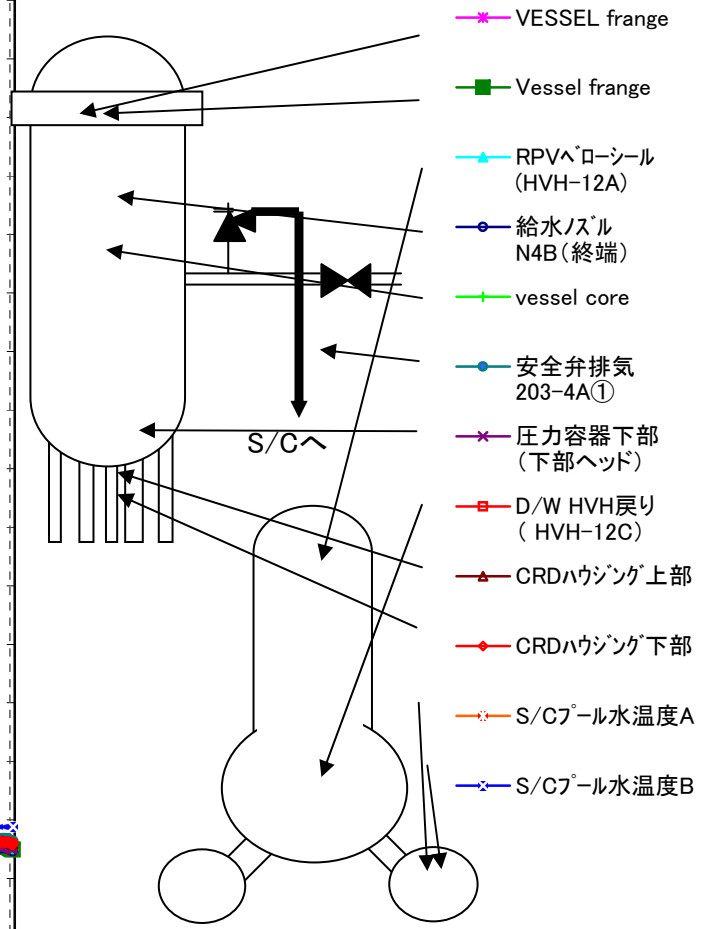 VESSEL frange
Vessel frange
RPVベローシール
(HVH-12A)
給水ノズル
N4B(終端)
vessel core
安全弁排気
203-4A①
圧力容器下部
(下部ヘッド)
D/W HVH戻り
( HVH-12C)
CRDハウジング上部
CRDハウジング下部
S/Cプール水温度A
S/Cプール水温度B
S/Cへ